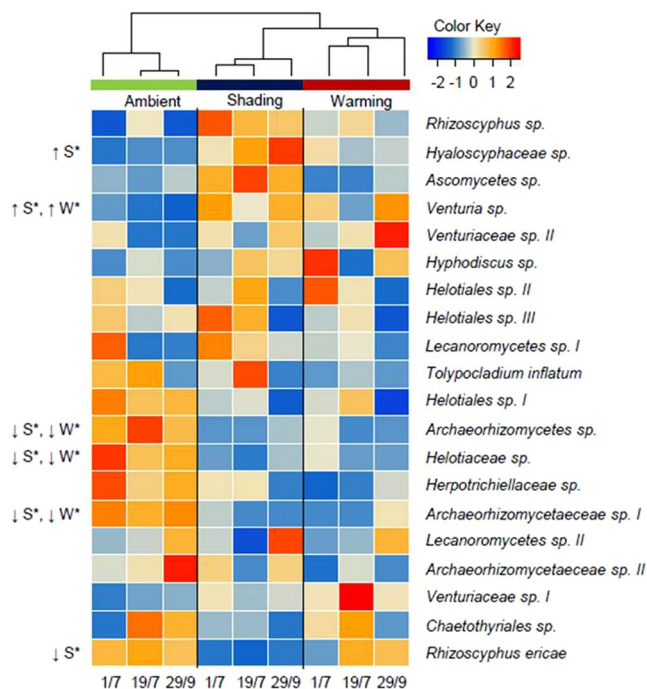 Color Key
-2 -1 0 1 2
Ambient Shading Warming
Rhizoscyphus sp.
↑ S* Hyaloscyphaceae sp.
Ascomycetes sp.
↑ S*, ↑ W* Venturia sp.
Venturiaceae sp. II
Hyphodiscus sp.
Helotiales sp. II
Helotiales sp. III
Lecanoromycetes sp. I
Tolypocladium inflatum
Helotiales sp. I
↓ S*, ↓ W* Archaeorhizomycetes sp.
↓ S*, ↓ W* Helotiaceae sp.
Herpotrichiellaceae sp.
↓ S*, ↓ W* Archaeorhizomycetaeceae sp. I
Lecanoromycetes sp. II
Archaeorhizomycetaeceae sp. II
Venturiaceae sp. I
Chaetothyriales sp.
↓ S* Rhizoscyphus ericae
1/7 19/7 29/9 1/7 19/7 29/9 1/7 19/7 29/9